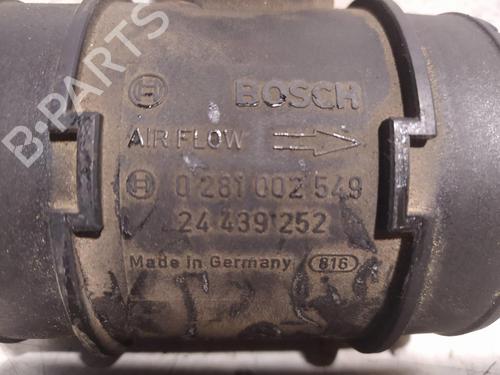 BOSCH
AIR FLOW
0 281 002 549
24 439 252
Made in Germany 816
B-PARTS